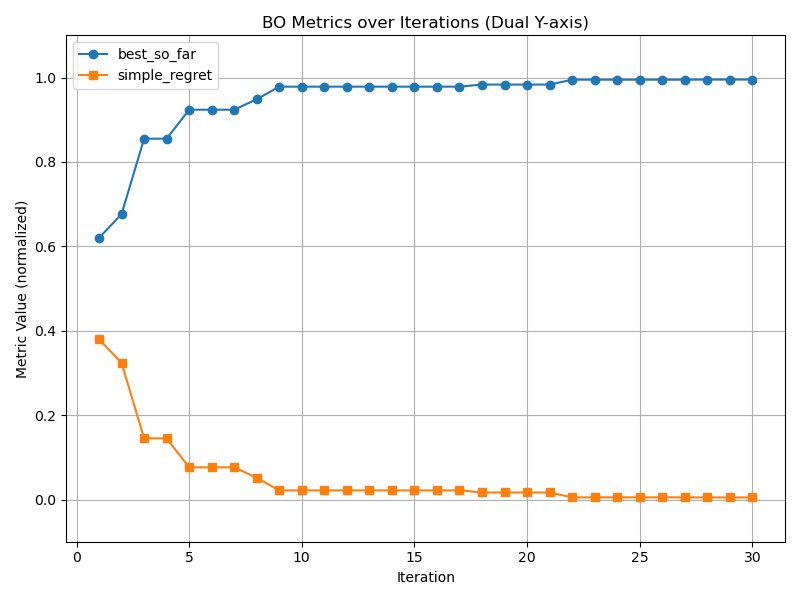 BO Metrics over Iterations (Dual Y-axis)
best_so_far
simple_regret
Metric Value (normalized)
1.0
0.8
0.6
0.4
0.2
0.0
0
5
10
15
20
25
30
Iteration